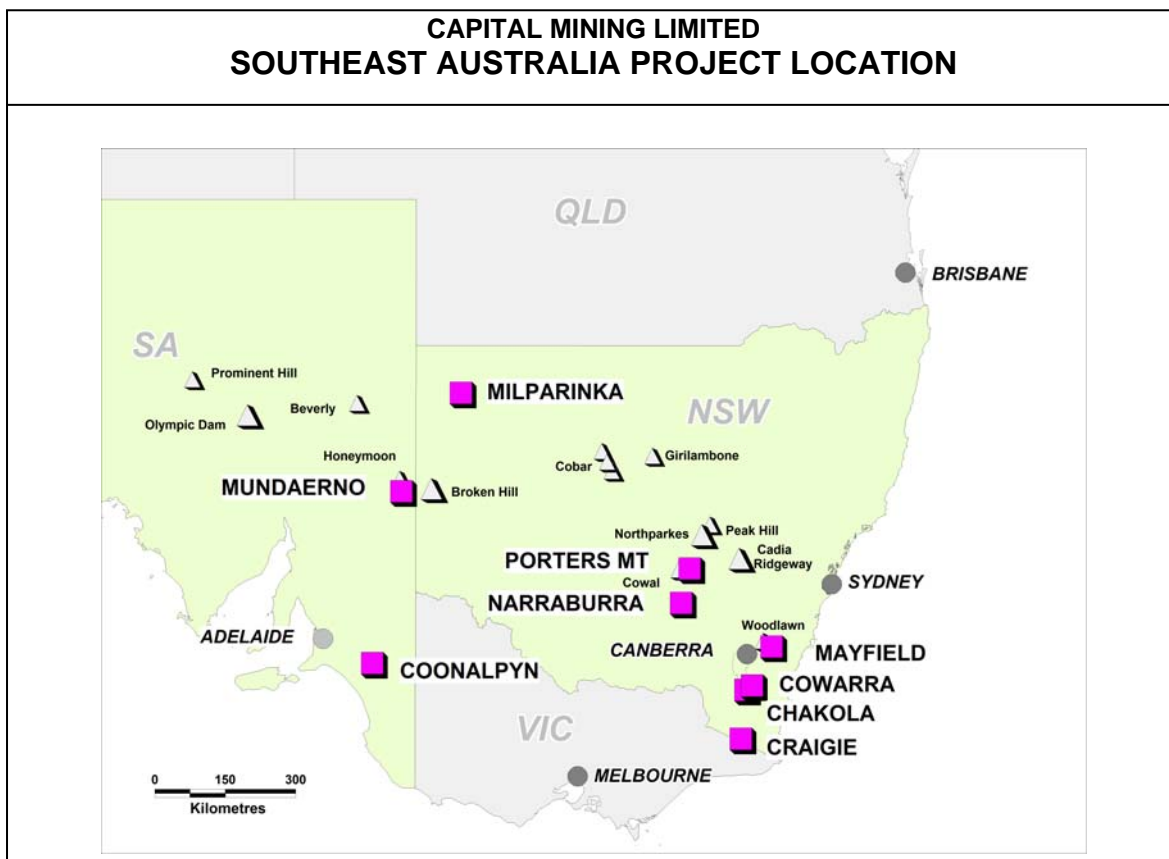 CAPITAL MINING LIMITED
SOUTHEAST AUSTRALIA PROJECT LOCATION
QLD
BRISBANE
SA
Prominent Hill
MILPARINKA
NSW
Beverly
Olympic Dam
Honeymoon
Cobar
Girilambone
MUNDAERNO
Broken Hill
Northparkes
Peak Hill
Cadia
Ridgeway
PORTERS MT
Cowal
SYDNEY
NARRABURRA
Woodlawn
ADELAIDE
CANBERRA
MAYFIELD
COONALPYN
COWARRA
CHAKOLA
VIC
CRAIGIE
MELBOURNE
0 150 300
Kilometres